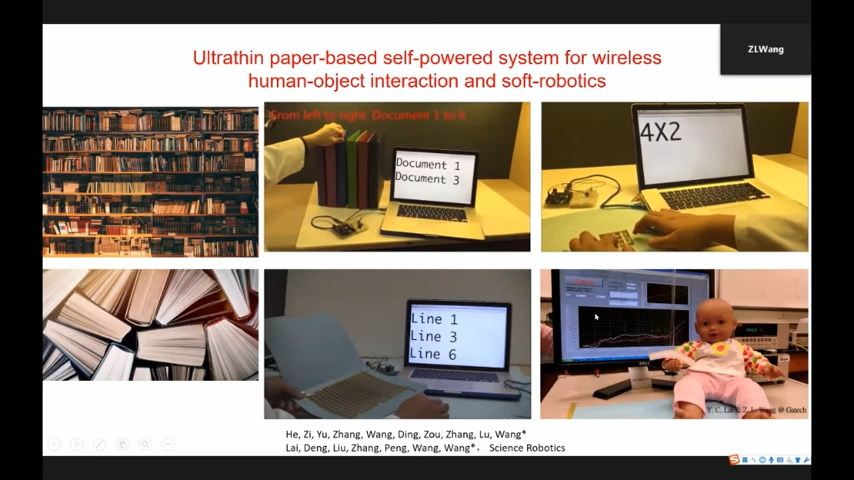 Ultrathin paper-based self-powered system for wireless
human-object interaction and soft-robotics
ZLWang
From left to right: Document 1 to 6
Document 1
Document 3
4X2
Line 1
Line 3
Line 6
Y. C. Lai & Z. L. Wang @ Gatech
He, Zi, Yu, Zhang, Wang, Ding, Zou, Zhang, Lu, Wang*
Lai, Deng, Liu, Zhang, Peng, Wang, Wang*, Science Robotics